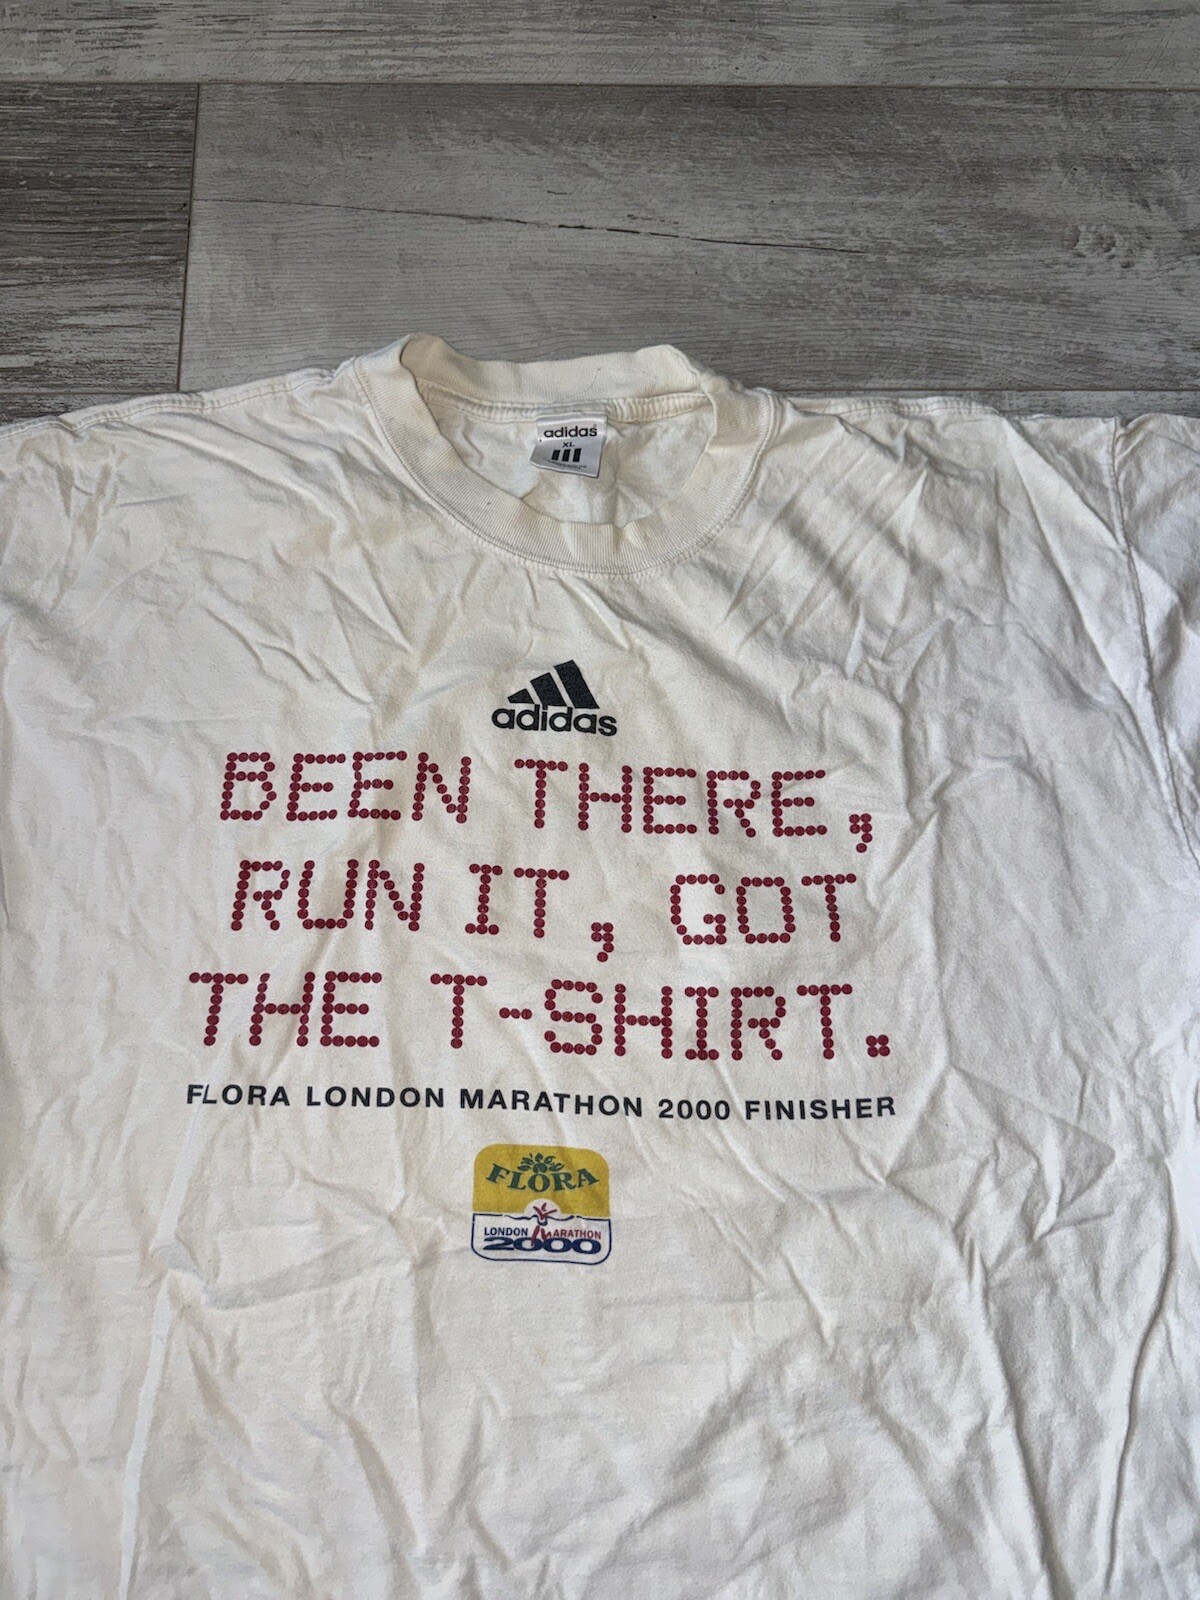 adidas
XL
adidas
BEEN THERE,
RUN IT, GOT
THE T-SHIRT.
FLORA LONDON MARATHON 2000 FINISHER
FLORA
LONDON MARATHON
2000